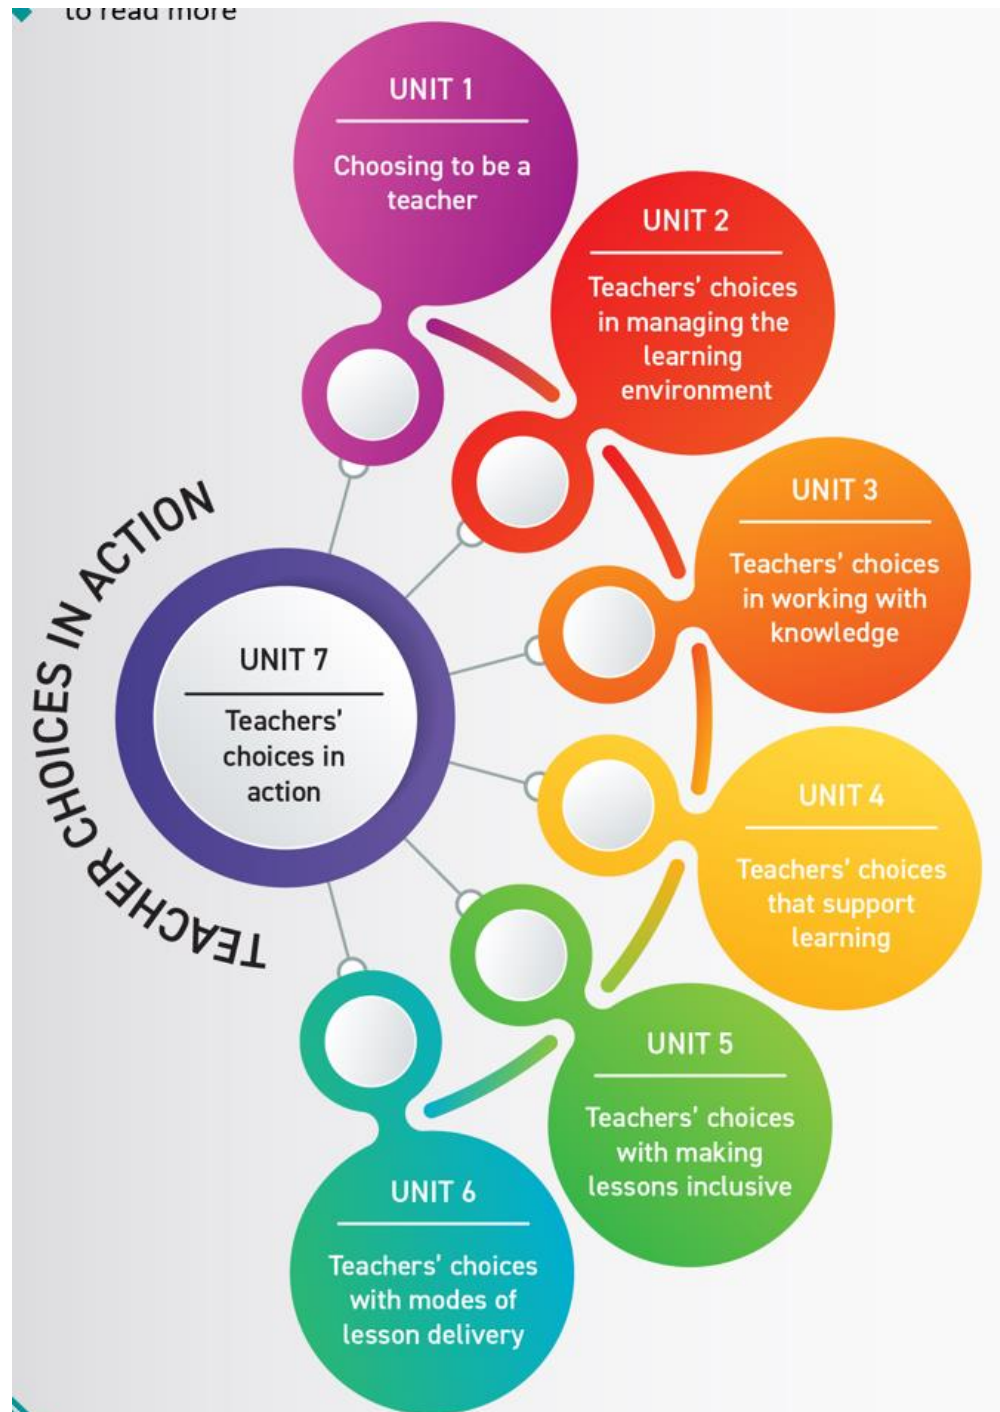 to read more
UNIT 1
Choosing to be a
teacher
UNIT 2
Teachers’ choices
in managing the
learning
environment
UNIT 3
Teachers’ choices
in working with
knowledge
TEACHER CHOICES IN ACTION
UNIT 7
Teachers’
choices in
action
UNIT 4
Teachers’ choices
that support
learning
UNIT 5
Teachers’ choices
with making
lessons inclusive
UNIT 6
Teachers’ choices
with modes of
lesson delivery